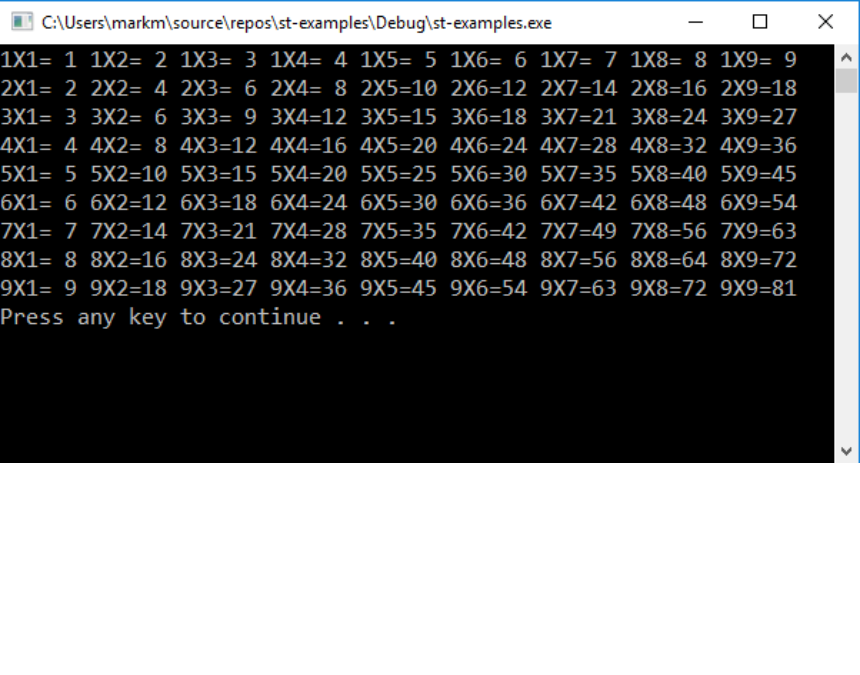 C:\Users\markm\source\repos\st-examples\Debug\st-examples.exe
1X1= 1 1X2= 2 1X3= 3 1X4= 4 1X5= 5 1X6= 6 1X7= 7 1X8= 8 1X9= 9
2X1= 2 2X2= 4 2X3= 6 2X4= 8 2X5=10 2X6=12 2X7=14 2X8=16 2X9=18
3X1= 3 3X2= 6 3X3= 9 3X4=12 3X5=15 3X6=18 3X7=21 3X8=24 3X9=27
4X1= 4 4X2= 8 4X3=12 4X4=16 4X5=20 4X6=24 4X7=28 4X8=32 4X9=36
5X1= 5 5X2=10 5X3=15 5X4=20 5X5=25 5X6=30 5X7=35 5X8=40 5X9=45
6X1= 6 6X2=12 6X3=18 6X4=24 6X5=30 6X6=36 6X7=42 6X8=48 6X9=54
7X1= 7 7X2=14 7X3=21 7X4=28 7X5=35 7X6=42 7X7=49 7X8=56 7X9=63
8X1= 8 8X2=16 8X3=24 8X4=32 8X5=40 8X6=48 8X7=56 8X8=64 8X9=72
9X1= 9 9X2=18 9X3=27 9X4=36 9X5=45 9X6=54 9X7=63 9X8=72 9X9=81
Press any key to continue . . .